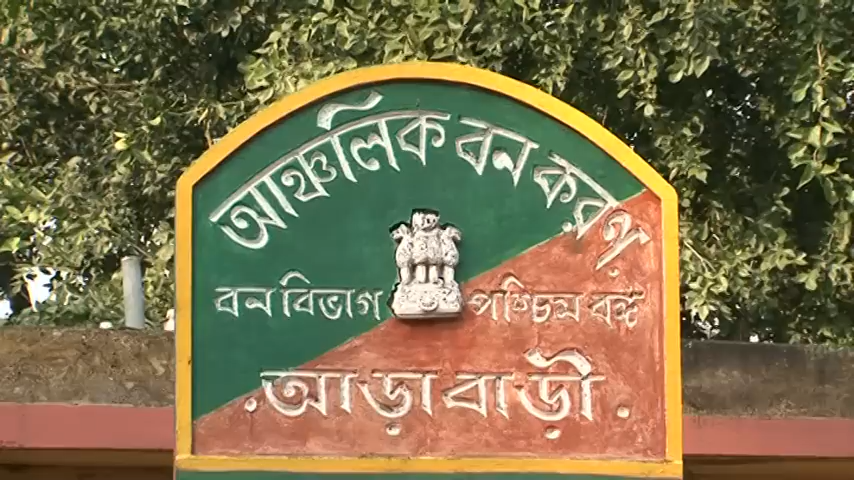 আঞ্চলিক বন করণ
বন বিভাগ পশ্চিম বঙ্গ
আড়াবাড়ী